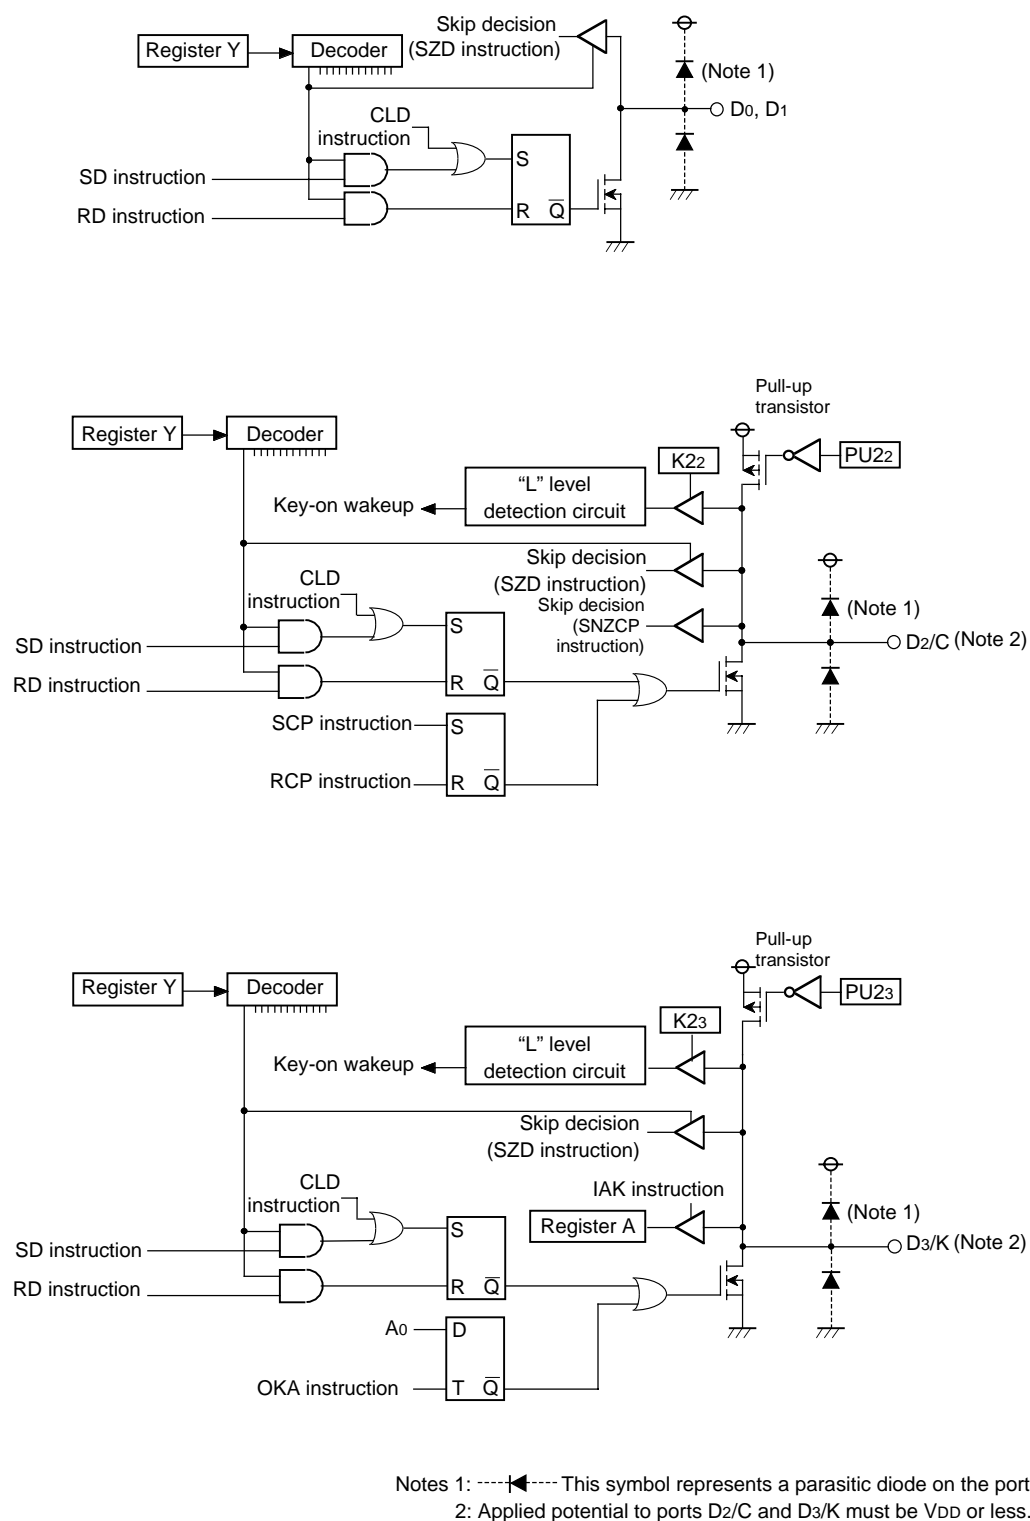 Skip decision
(SZD instruction)
Register Y
Decoder
(Note 1)
D0, D1
CLD
instruction
S
SD instruction
R Q̅
RD instruction
Pull-up
transistor
Register Y
Decoder
K22
PU22
"L" level
detection circuit
Key-on wakeup
Skip decision
(SZD instruction)
CLD
instruction
Skip decision
(SNZCP
instruction)
(Note 1)
S
SD instruction
D2/C (Note 2)
RD instruction
R Q̅
SCP instruction
S
RCP instruction
R Q̅
Pull-up
transistor
Register Y
Decoder
PU23
K23
"L" level
detection circuit
Key-on wakeup
Skip decision
(SZD instruction)
CLD
instruction
IAK instruction
Register A
(Note 1)
S
SD instruction
D3/K (Note 2)
RD instruction
R Q̅
A0
D
OKA instruction
T Q̅
Notes 1: This symbol represents a parasitic diode on the port
2: Applied potential to ports D2/C and D3/K must be VDD or less.